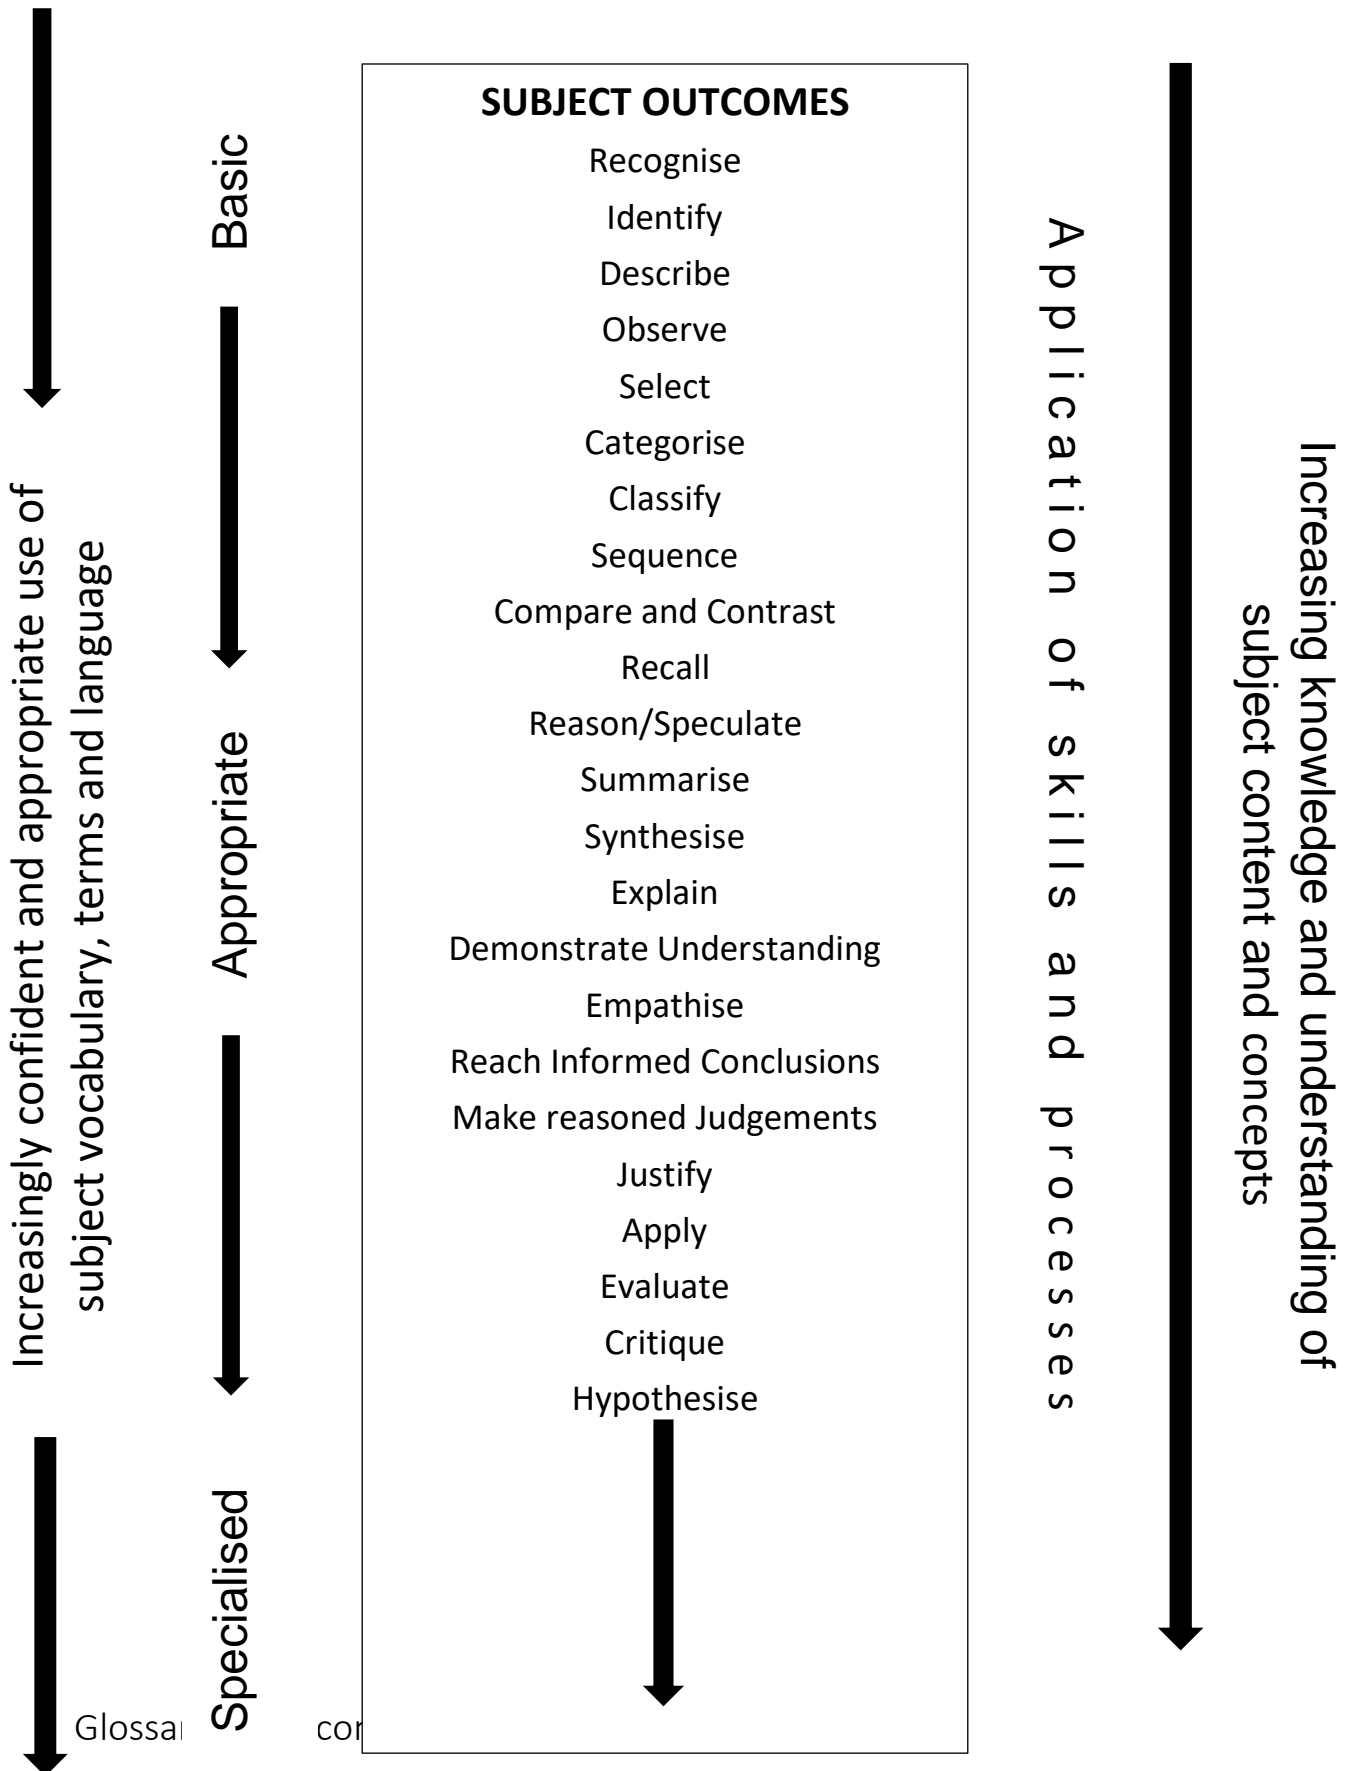 Increasingly confident and appropriate use of
subject vocabulary, terms and language
Basic
Appropriate
Specialised
SUBJECT OUTCOMES
Recognise
Identify
Describe
Observe
Select
Categorise
Classify
Sequence
Compare and Contrast
Recall
Reason/Speculate
Summarise
Synthesise
Explain
Demonstrate Understanding
Empathise
Reach Informed Conclusions
Make reasoned Judgements
Justify
Apply
Evaluate
Critique
Hypothesise
Application of skills and processes
Increasing knowledge and understanding of
subject content and concepts